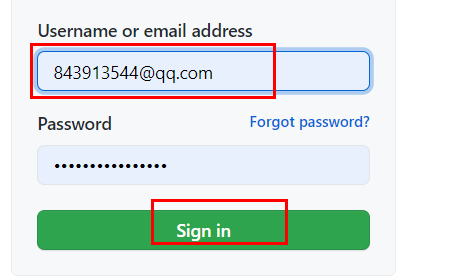 Username or email address
843913544@qq.com
Password Forgot password?
••••••••••••••••
Sign in